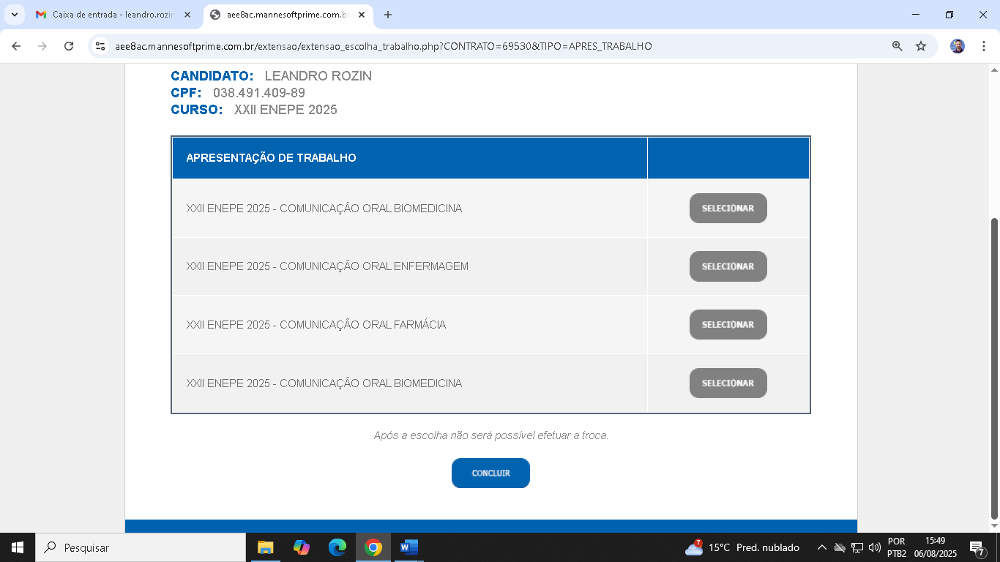 Caixa de entrada - leandro.rozin
aee8ac.mannesoftprime.com.br
aee8ac.mannesoftprime.com.br/extensao/extensao_escolha_trabalho.php?CONTRATO=69530&TIPO=APRES_TRABALHO
CANDIDATO: LEANDRO ROZIN
CPF: 038.491.409-89
CURSO: XXII ENEPE 2025
APRESENTAÇÃO DE TRABALHO
XXII ENEPE 2025 - COMUNICAÇÃO ORAL BIOMEDICINA SELECIONAR
XXII ENEPE 2025 - COMUNICAÇÃO ORAL ENFERMAGEM SELECIONAR
XXII ENEPE 2025 - COMUNICAÇÃO ORAL FARMÁCIA SELECIONAR
XXII ENEPE 2025 - COMUNICAÇÃO ORAL BIOMEDICINA SELECIONAR
Após a escolha não será possível efetuar a troca.
CONCLUIR
Pesquisar
7
15°C Pred. nublado
POR
PTB2
15:49
06/08/2025
7